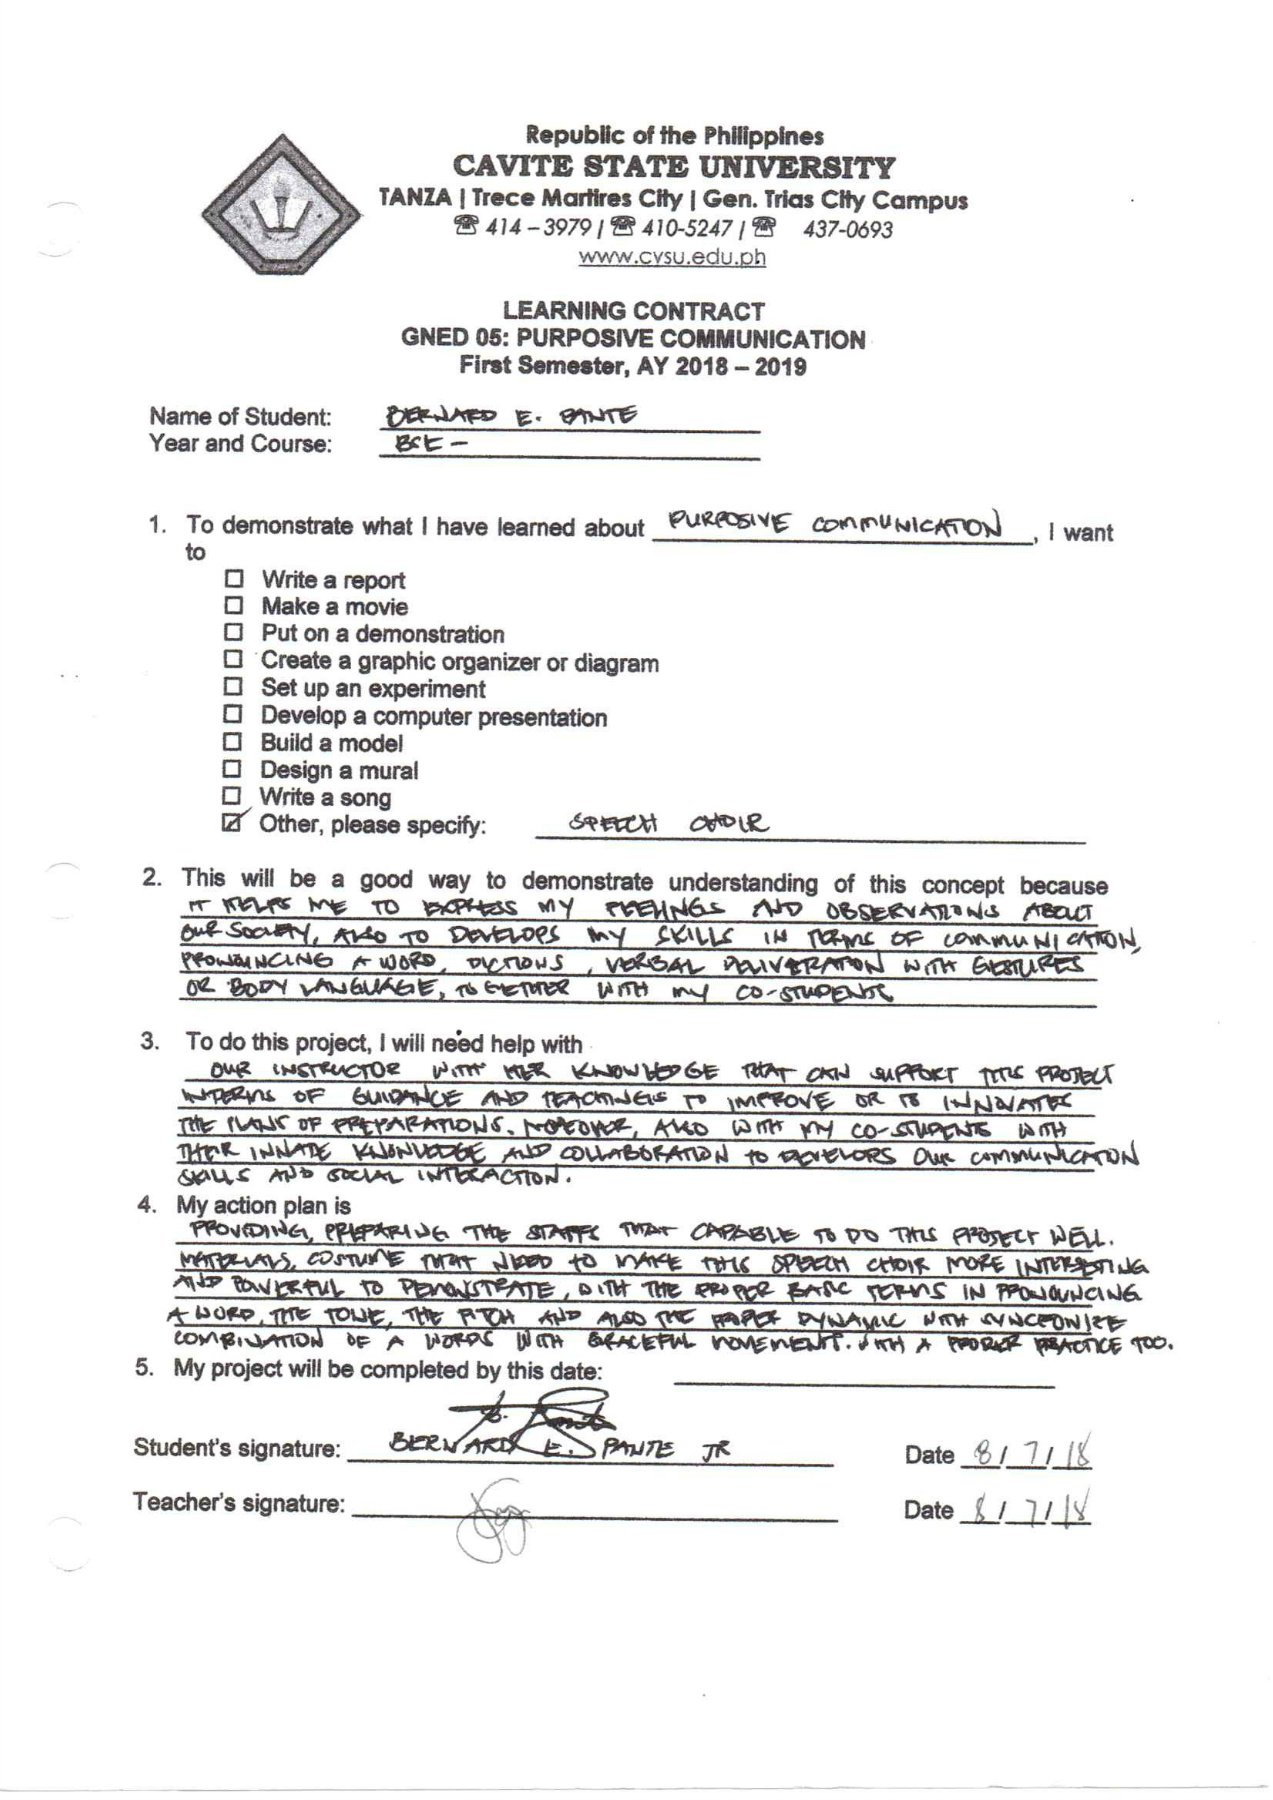 Republic of the Philippines
CAVITE STATE UNIVERSITY
TANZA | Trece Martires City | Gen. Trias City Campus
☎ 414 – 3979 / ☎ 410-5247 / ☎ 437-0693
www.cvsu.edu.ph
LEARNING CONTRACT
GNED 05: PURPOSIVE COMMUNICATION
First Semester, AY 2018 – 2019
Name of Student: BERNARD E. PANTE
Year and Course: BSE -
1. To demonstrate what I have learned about PURPOSIVE COMMUNICATION, I want
to
☐ Write a report
☐ Make a movie
☐ Put on a demonstration
☐ Create a graphic organizer or diagram
☐ Set up an experiment
☐ Develop a computer presentation
☐ Build a model
☐ Design a mural
☐ Write a song
☑ Other, please specify: SPEECH CHOIR
2. This will be a good way to demonstrate understanding of this concept because
IT HELPS ME TO EXPRESS MY FEELINGS AND OBSERVATIONS ABOUT
OUR SOCIETY, ALSO TO DEVELOPS MY SKILLS IN TERMS OF COMMUNICATION,
PRONOUNCING A WORD, DICTIONS, VERBAL DELIVERATION WITH GESTURES
OR BODY LANGUAGE, TOGETHER WITH MY CO-STUDENTS
3. To do this project, I will need help with
OUR INSTRUCTOR WITH HER KNOWLEDGE THAT CAN SUPPORT THIS PROJECT
INTERMS OF GUIDANCE AND TEACHINGS TO IMPROVE OR TO INNOVATES
THE PLANS OF PREPARATIONS. MOREOVER, ALSO WITH MY CO-STUDENTS WITH
THEIR INNATE KNOWLEDGE AND COLLABORATION TO DEVELOPS OUR COMMUNICATION
SKILLS AND SOCIAL INTERACTION.
4. My action plan is
PROVIDING, PREPARING THE STAFFS THAT CAPABLE TO DO THIS PROJECT WELL.
MATERIALS, COSTUME THAT NEED TO MAKE THIS SPEECH CHOIR MORE INTERESTING
AND POWERFUL TO DEMONSTRATE, WITH THE PROPER BASIC TERMS IN PRONOUNCING
A WORD, THE TONE, THE PITCH AND ALSO THE PROPER DYNAMIC WITH SYNCRONIZE
COMBINATION OF A WORDS WITH GRACEFUL MOVEMENT. WITH A PROPER PRACTICE TOO.
5. My project will be completed by this date:
Student's signature: BERNARD E. PANTE JR Date 8/7/18
Teacher's signature: Date 8/7/18